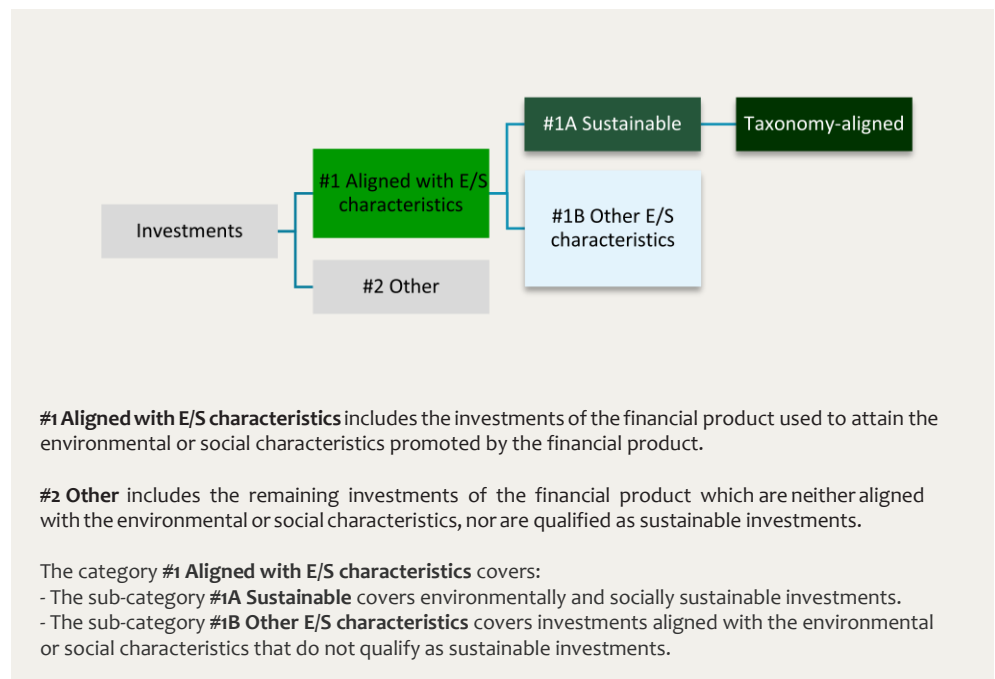 #1A Sustainable
Taxonomy-aligned
#1 Aligned with E/S
characteristics
#1B Other E/S
characteristics
Investments
#2 Other
#1 Aligned with E/S characteristics includes the investments of the financial product used to attain the
environmental or social characteristics promoted by the financial product.
#2 Other includes the remaining investments of the financial product which are neither aligned
with the environmental or social characteristics, nor are qualified as sustainable investments.
The category #1 Aligned with E/S characteristics covers:
- The sub-category #1A Sustainable covers environmentally and socially sustainable investments.
- The sub-category #1B Other E/S characteristics covers investments aligned with the environmental
or social characteristics that do not qualify as sustainable investments.